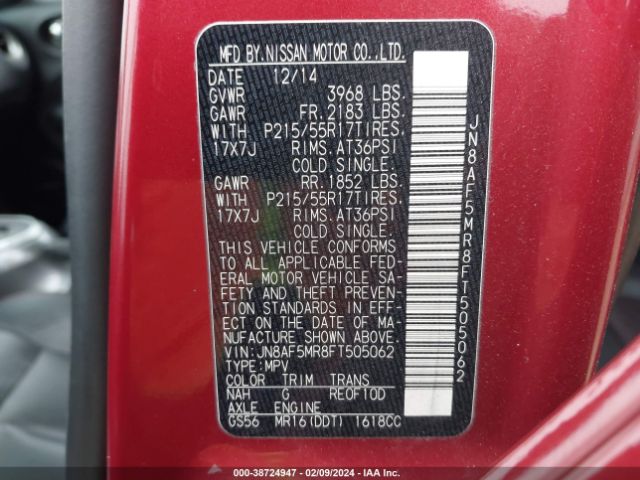 MFD BY.NISSAN MOTOR CO.,LTD.
DATE 12/14
GVWR 3968 LBS.
GAWR FR.2183 LBS.
WITH P215/55R17TIRES.
17X7J RIMS.AT36PSI
COLD SINGLE.
GAWR RR.1852 LBS.
WITH P215/55R17TIRES.
17X7J RIMS.AT36PSI
COLD SINGLE.
THIS VEHICLE CONFORMS
TO ALL APPLICABLE FED-
ERAL MOTOR VEHICLE SA-
FETY AND THEFT PREVEN-
TION STANDARDS IN EFF-
ECT ON THE DATE OF MA-
NUFACTURE SHOWN ABOVE.
VIN:JN8AF5MR8FT505062
TYPE:MPV
COLOR TRIM TRANS
NAH G RE0F10D
AXLE ENGINE
GS56 MR16(DDT) 1618CC
JN8AF5MR8FT505062
000-38724947 - 02/09/2024 - IAA Inc.